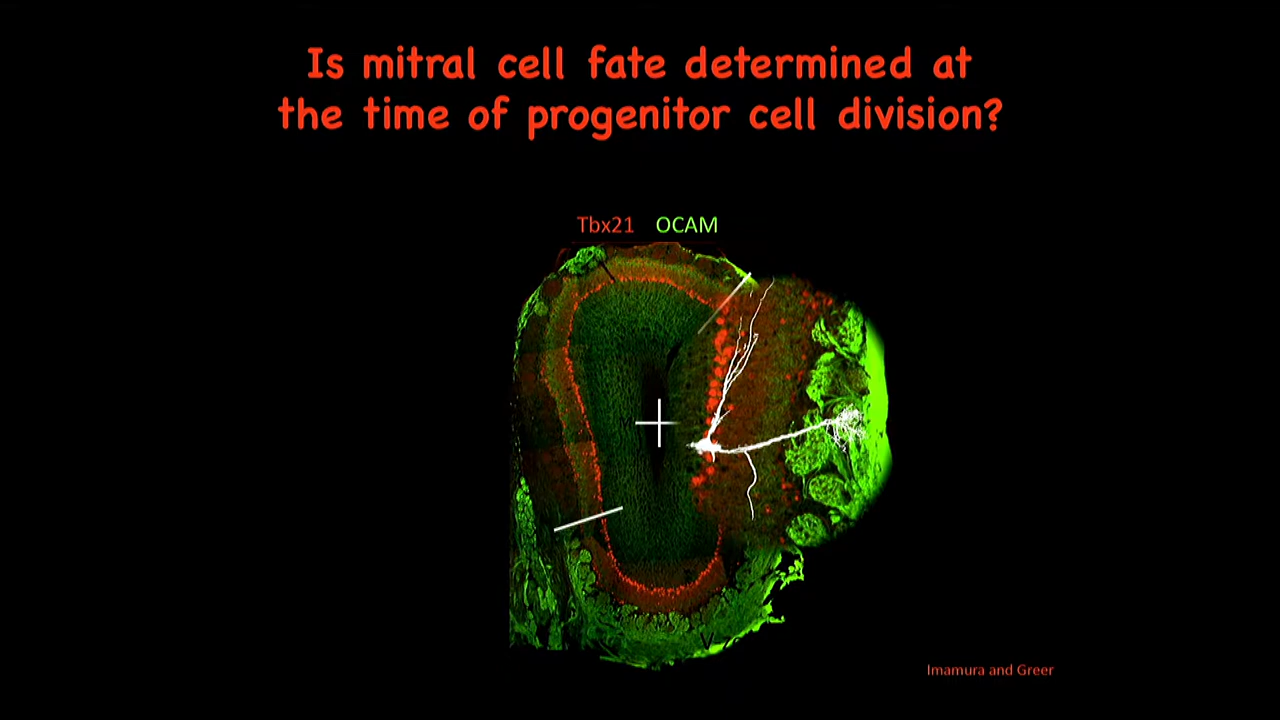 Is mitral cell fate determined at
the time of progenitor cell division?
Tbx21 OCAM
Imamura and Greer